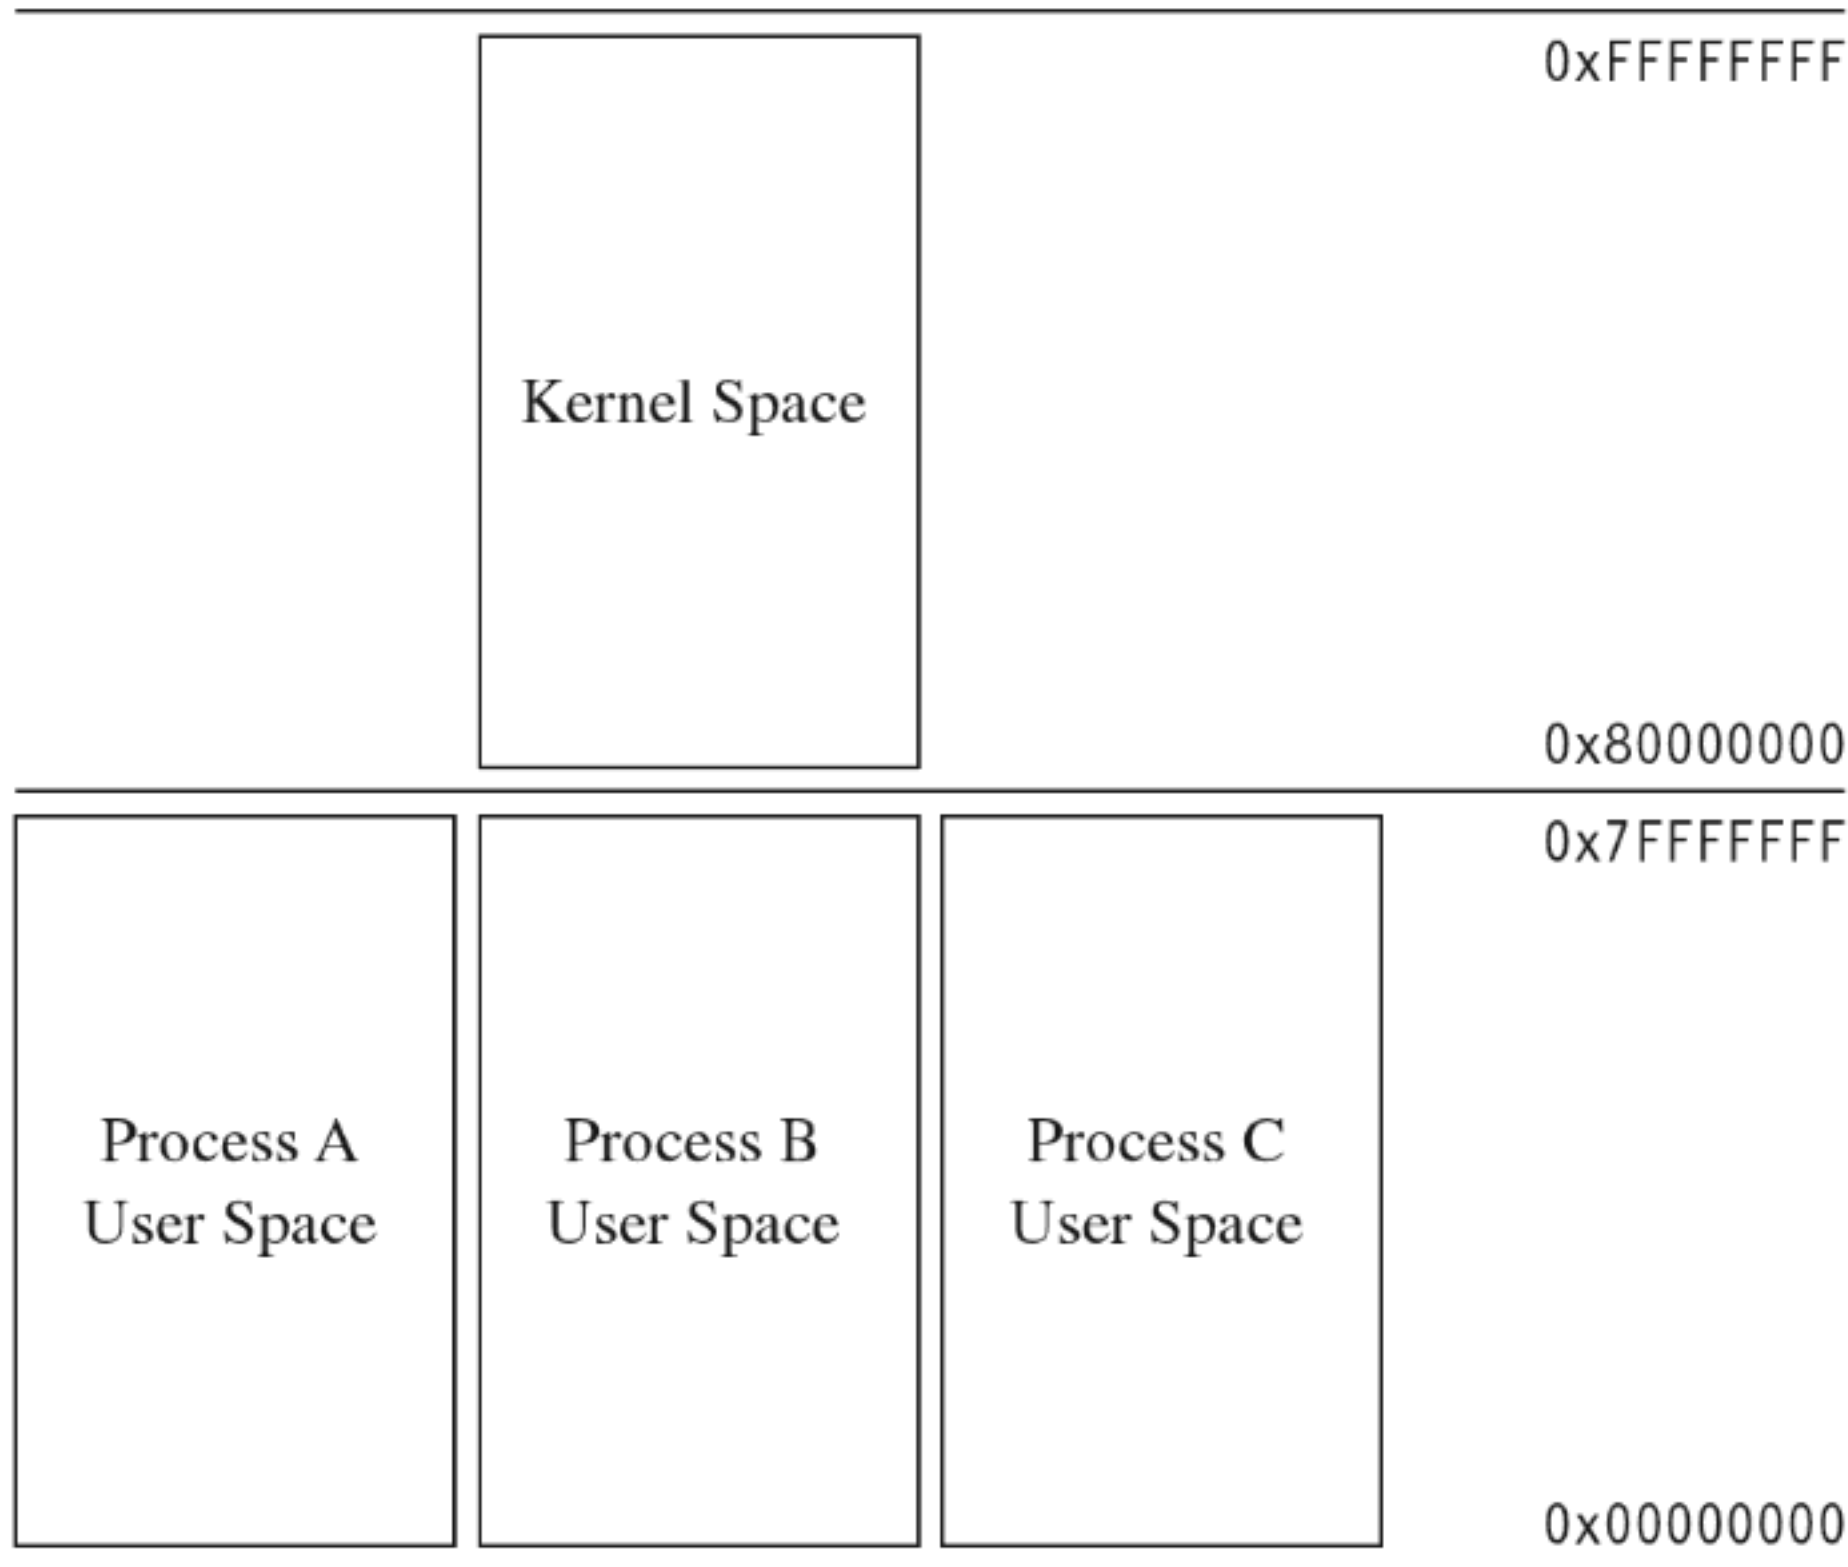 0xFFFFFFFF
Kernel Space
0x80000000
0x7FFFFFFF
Process A
User Space
Process B
User Space
Process C
User Space
0x00000000